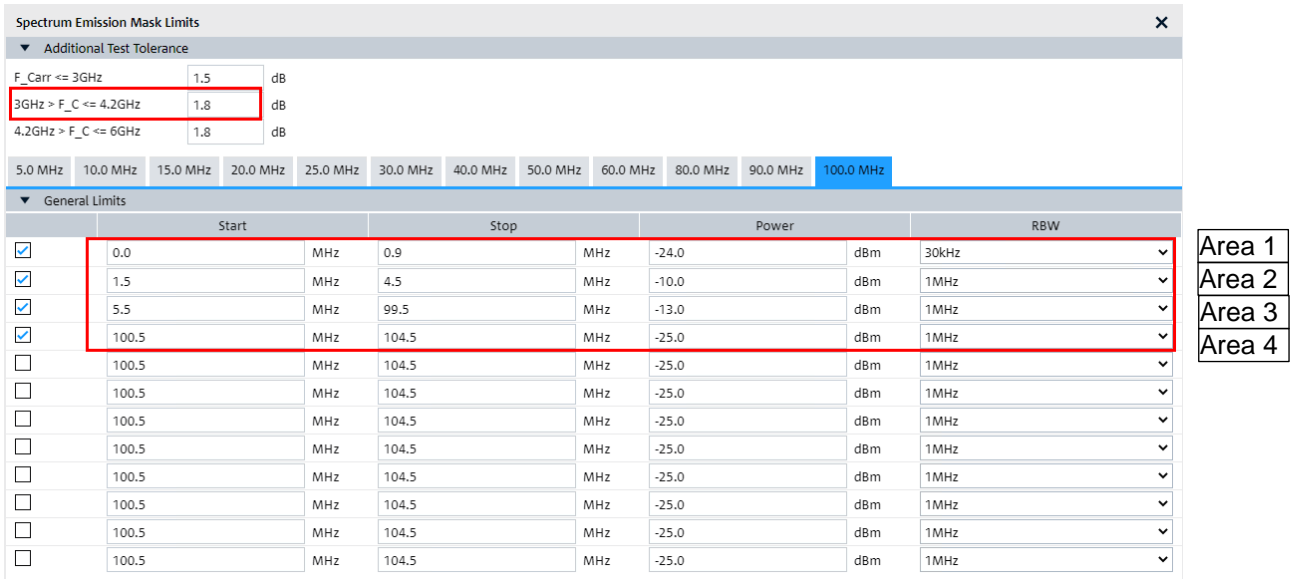 Spectrum Emission Mask Limits ×
▼ Additional Test Tolerance
F_Carr <= 3GHz 1.5 dB
3GHz > F_C <= 4.2GHz 1.8 dB
4.2GHz > F_C <= 6GHz 1.8 dB
5.0 MHz 10.0 MHz 15.0 MHz 20.0 MHz 25.0 MHz 30.0 MHz 40.0 MHz 50.0 MHz 60.0 MHz 80.0 MHz 90.0 MHz 100.0 MHz
▼ General Limits
Start Stop Power RBW
0.0 MHz 0.9 MHz -24.0 dBm 30kHz Area 1
1.5 MHz 4.5 MHz -10.0 dBm 1MHz Area 2
5.5 MHz 99.5 MHz -13.0 dBm 1MHz Area 3
100.5 MHz 104.5 MHz -25.0 dBm 1MHz Area 4
100.5 MHz 104.5 MHz -25.0 dBm 1MHz
100.5 MHz 104.5 MHz -25.0 dBm 1MHz
100.5 MHz 104.5 MHz -25.0 dBm 1MHz
100.5 MHz 104.5 MHz -25.0 dBm 1MHz
100.5 MHz 104.5 MHz -25.0 dBm 1MHz
100.5 MHz 104.5 MHz -25.0 dBm 1MHz
100.5 MHz 104.5 MHz -25.0 dBm 1MHz
100.5 MHz 104.5 MHz -25.0 dBm 1MHz